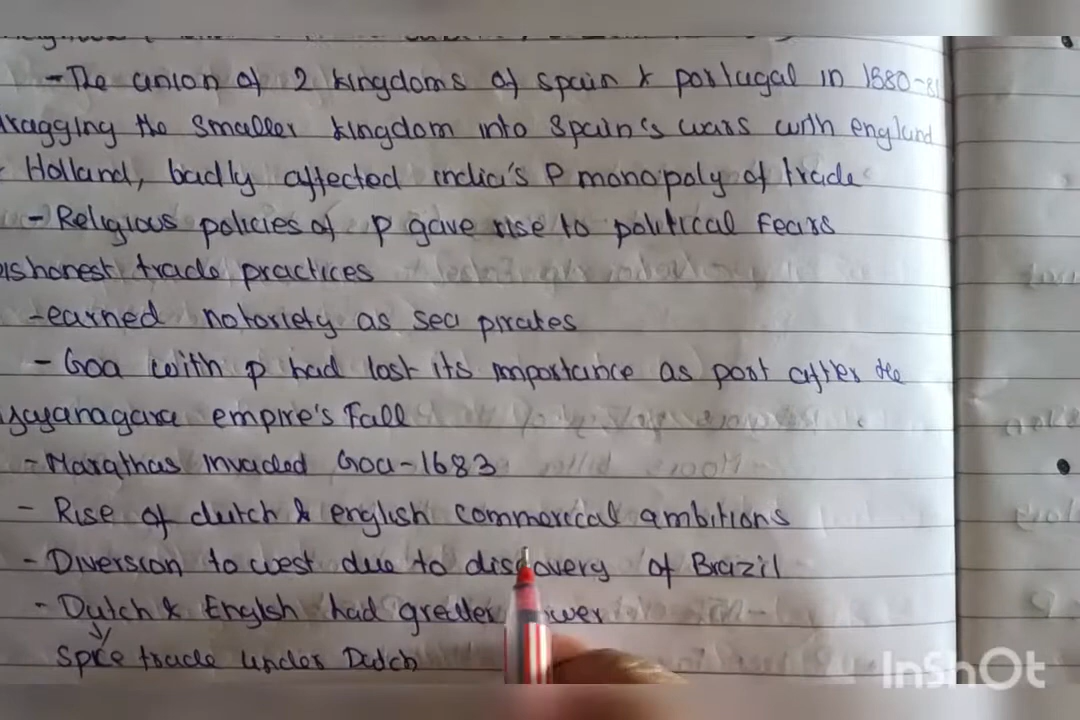 - The union of 2 kingdoms of spain & portugal in 1580-81
dragging the smaller kingdom into Spain's wars with england
Holland, badly affected india's P monopoly of trade
- Religious policies of p gave rise to political Fears
dishonest trade practices
- earned notoriety as sea pirates
- Goa with p had lost its importance as port after the
yayanagara empire's Fall
- Marathas invaded Goa - 1683
- Rise of dutch & english commercial ambitions
- Diversion to west due to discovery of Brazil
- Dutch & English had greater
Spice trade under Dutch
InShOt